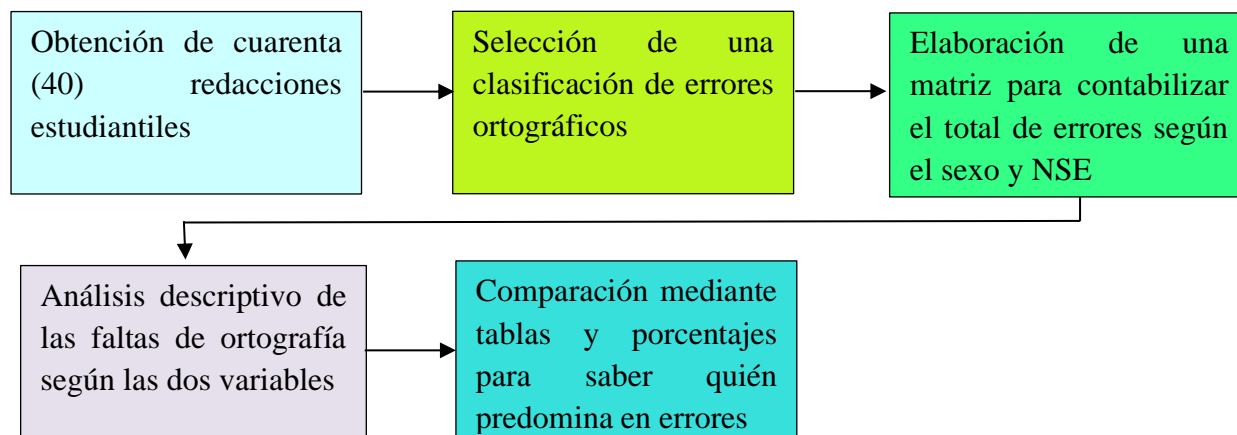 Obtención de cuarenta
(40) redacciones
estudiantiles
Selección de una
clasificación de errores
ortográficos
Elaboración de una
matriz para contabilizar
el total de errores según
el sexo y NSE
Análisis descriptivo de
las faltas de ortografía
según las dos variables
Comparación mediante
tablas y porcentajes
para saber quién
predomina en errores